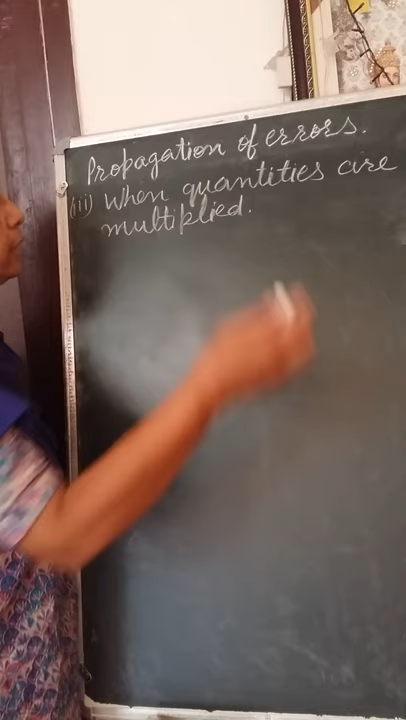 Propagation of errors.
(iii) When quantities are
multiplied.